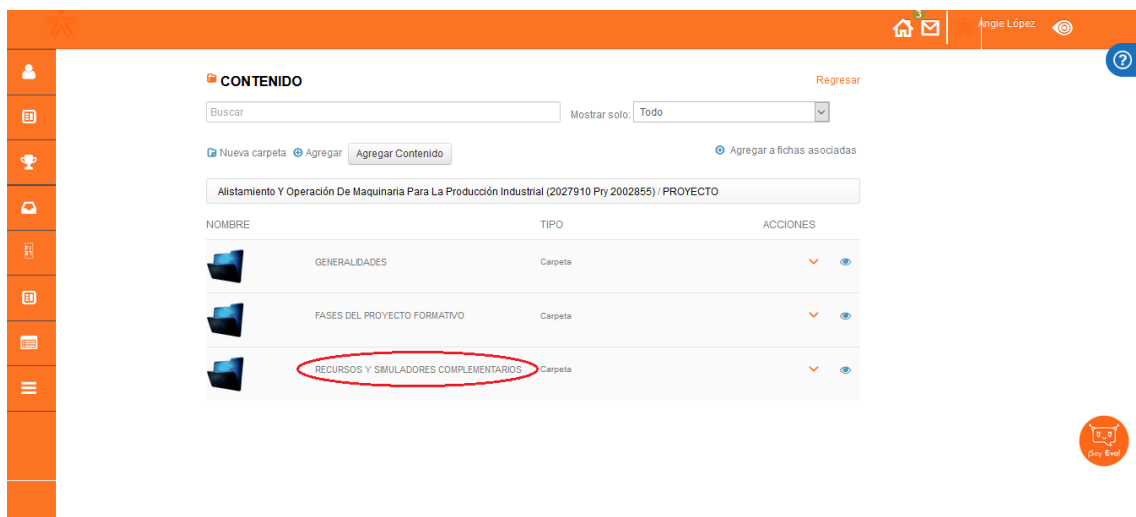 3
Angie López
CONTENIDO
Regresar
Buscar
Mostrar solo: Todo
Nueva carpeta Agregar Agregar Contenido
Agregar a fichas asociadas
Alistamiento Y Operación De Maquinaria Para La Producción Industrial (2027910 Pry 2002855) / PROYECTO
NOMBRE TIPO ACCIONES
GENERALIDADES Carpeta
FASES DEL PROYECTO FORMATIVO Carpeta
RECURSOS Y SIMULADORES COMPLEMENTARIOS Carpeta
¡Soy Eva!